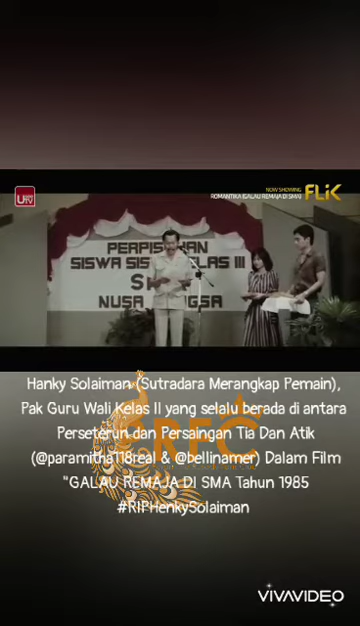 UTV
NOW SHOWING
FLiK
ROMANTIKA (GALAU REMAJA DI SMA)
PERPISAHAN
SISWA SISWI KELAS III
NUSA
Hanky Solaiman (Sutradara Merangkap Pemain),
Pak Guru Wali Kelas II yang selalu berada di antara
Perseterun dan Persaingan Tia Dan Atik
(@paramitha118real & @bellinamer) Dalam Film
"GALAU REMAJA DI SMA Tahun 1985
#RIPHenkySolaiman
RFC
VIVAVIDEO